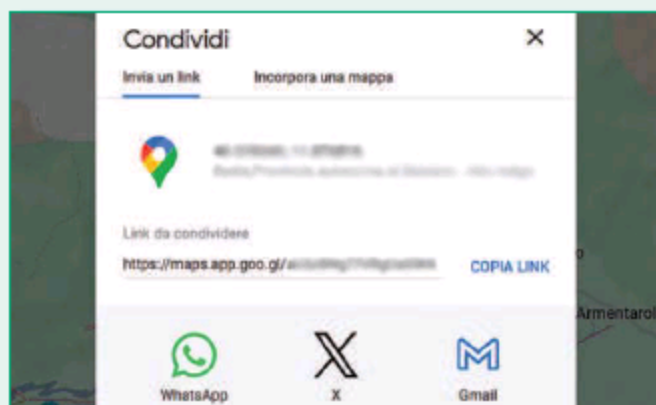 Condividi
Invia un link Incorpora una mappa
Link da condividere
https://maps.app.goo.gl/ COPIA LINK
Armentarol
WhatsApp X Gmail